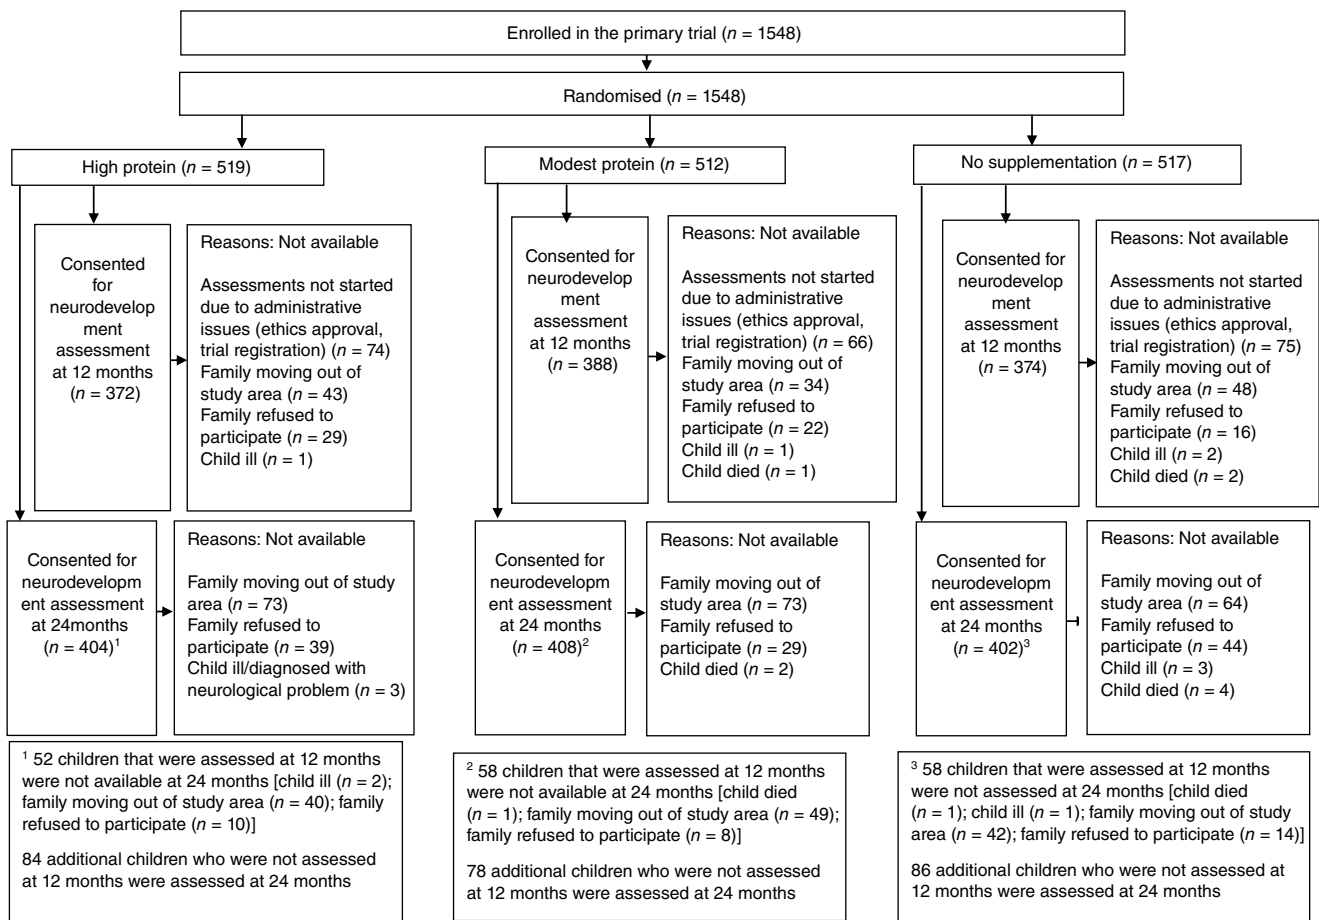 Enrolled in the primary trial (n = 1548)
Randomised (n = 1548)
High protein (n = 519)
Modest protein (n = 512)
No supplementation (n = 517)
Consented
for
neurodevelop
ment
assessment
at 12 months
(n = 372)
Reasons: Not available
Assessments not started
due to administrative
issues (ethics approval,
trial registration) (n = 74)
Family moving out of
study area (n = 43)
Family refused to
participate (n = 29)
Child ill (n = 1)
Consented for
neurodevelop
ment
assessment
at 12 months
(n = 388)
Reasons: Not available
Assessments not started
due to administrative
issues (ethics approval,
trial registration) (n = 66)
Family moving out of
study area (n = 34)
Family refused to
participate (n = 22)
Child ill (n = 1)
Child died (n = 1)
Consented for
neurodevelop
ment
assessment
at 12 months
(n = 374)
Reasons: Not available
Assessments not started
due to administrative
issues (ethics approval,
trial registration) (n = 75)
Family moving out of
study area (n = 48)
Family refused to
participate (n = 16)
Child ill (n = 2)
Child died (n = 2)
Consented for
neurodevelopm
ent assessment
at 24months
(n = 404)1
Reasons: Not available
Family moving out of study
area (n = 73)
Family refused to
participate (n = 39)
Child ill/diagnosed with
neurological problem (n = 3)
Consented for
neurodevelopm
ent assessment
at 24 months
(n = 408)2
Reasons: Not available
Family moving out of
study area (n = 73)
Family refused to
participate (n = 29)
Child died (n = 2)
Consented for
neurodevelopm
ent assessment
at 24 months
(n = 402)3
Reasons: Not available
Family moving out of
study area (n = 64)
Family refused to
participate (n = 44)
Child ill (n = 3)
Child died (n = 4)
1 52 children that were assessed at 12 months
were not available at 24 months [child ill (n = 2);
family moving out of study area (n = 40); family
refused to participate (n = 10)]
84 additional children who were not assessed
at 12 months were assessed at 24 months
2 58 children that were assessed at 12 months
were not available at 24 months [child died
(n = 1); family moving out of study area (n = 49);
family refused to participate (n = 8)]
78 additional children who were not assessed
at 12 months were assessed at 24 months
3 58 children that were assessed at 12 months
were not assessed at 24 months [child died
(n = 1); child ill (n = 1); family moving out of study
area (n = 42); family refused to participate (n = 14)]
86 additional children who were not assessed at
12 months were assessed at 24 months